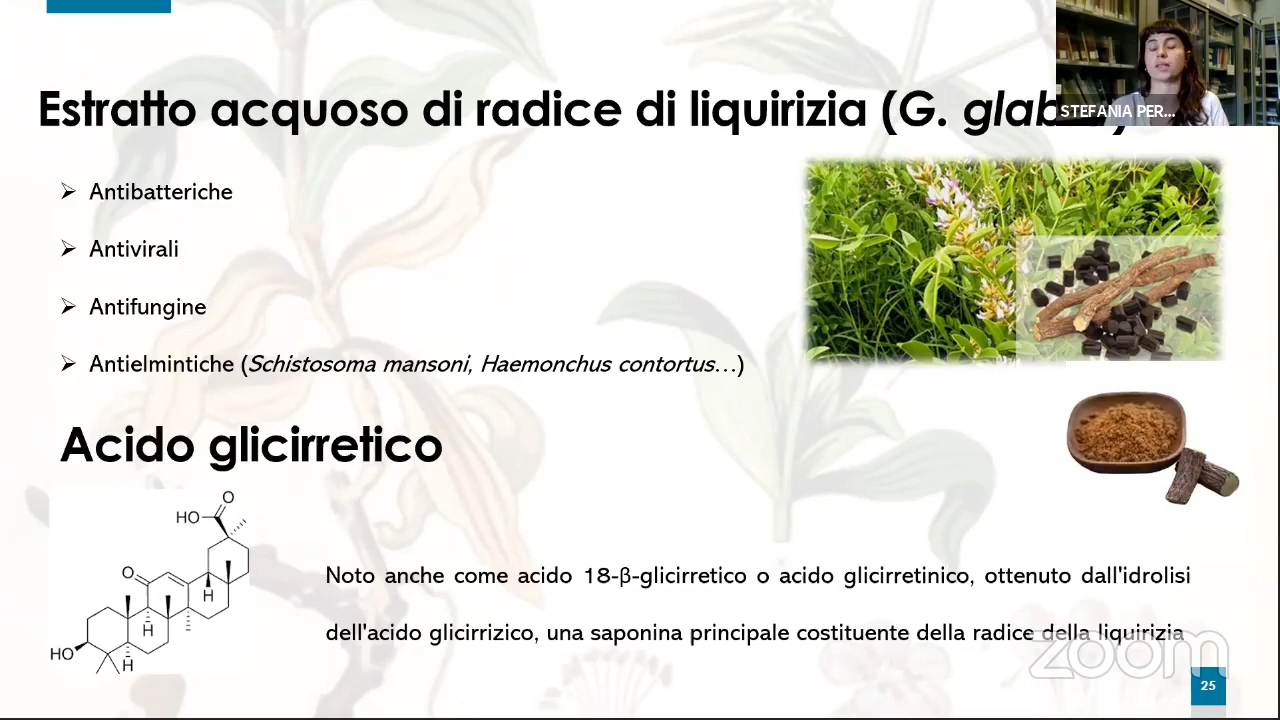 Estratto acquoso di radice di liquirizia (G. glab
STEFANIA PER...
➢ Antibatteriche
➢ Antivirali
➢ Antifungine
➢ Antielmintiche (Schistosoma mansoni, Haemonchus contortus...)
Acido glicirretico
O
HO
O
H
H
HO
H
Noto anche come acido 18-β-glicirretico o acido glicirretinico, ottenuto dall'idrolisi
dell'acido glicirrizico, una saponina principale costituente della radice della liquirizia
zoom
25